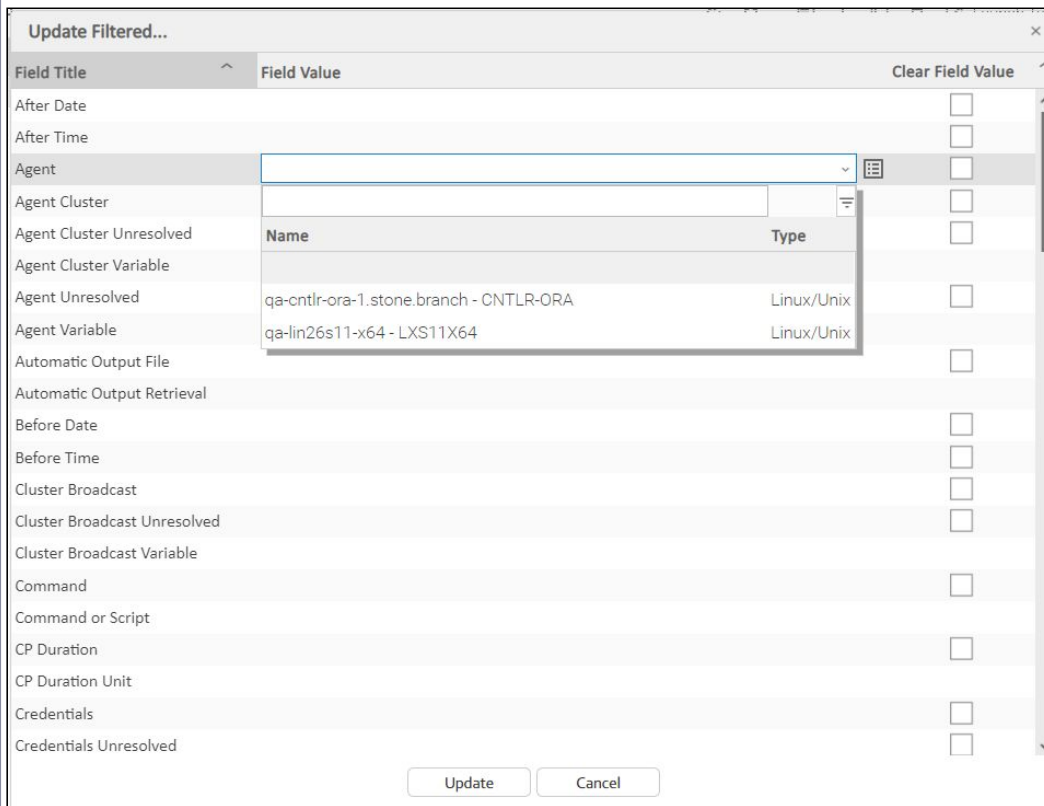 Update Filtered...
Field Title Field Value Clear Field Value
After Date
After Time
Agent
Agent Cluster
Agent Cluster Unresolved Name Type
Agent Cluster Variable
Agent Unresolved qa-cntlr-ora-1.stone.branch - CNTLR-ORA Linux/Unix
Agent Variable qa-lin26s11-x64 - LXS11X64 Linux/Unix
Automatic Output File
Automatic Output Retrieval
Before Date
Before Time
Cluster Broadcast
Cluster Broadcast Unresolved
Cluster Broadcast Variable
Command
Command or Script
CP Duration
CP Duration Unit
Credentials
Credentials Unresolved
Update Cancel